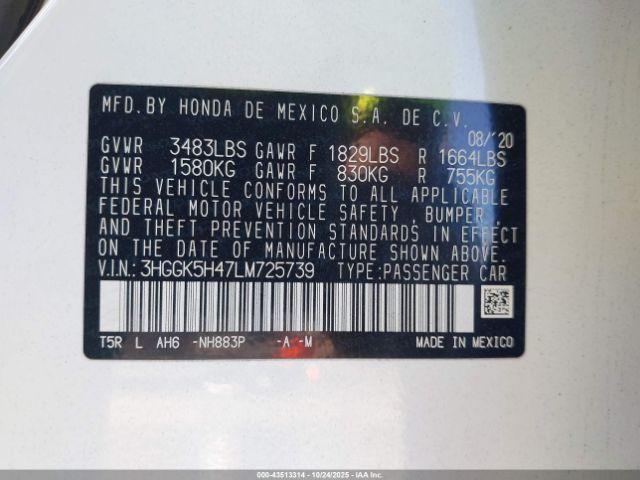 MFD. BY HONDA DE MEXICO S.A. DE C.V.
08/'20
GVWR 3483LBS GAWR F 1829LBS R 1664LBS
GVWR 1580KG GAWR F 830KG R 755KG
THIS VEHICLE CONFORMS TO ALL APPLICABLE
FEDERAL MOTOR VEHICLE SAFETY , BUMPER ,
AND THEFT PREVENTION STANDARDS IN EFFECT
ON THE DATE OF MANUFACTURE SHOWN ABOVE.
V.I.N.: 3HGGK5H47LM725739 TYPE:PASSENGER CAR
T5R L AH6 -NH883P -A -M MADE IN MEXICO
000-43513314 - 10/24/2025 - IAAI.com